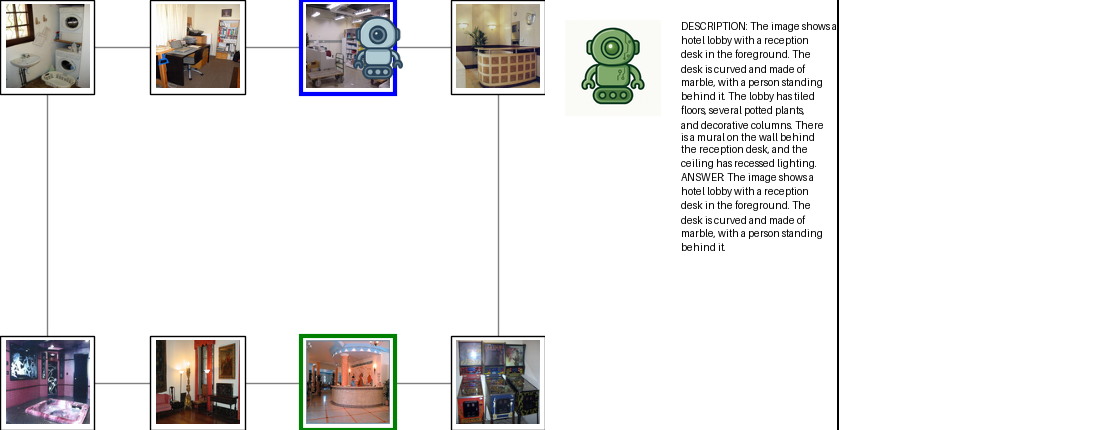 DESCRIPTION: The image shows a
hotel lobby with a reception
desk in the foreground. The
desk is curved and made of
marble, with a person standing
behind it. The lobby has tiled
floors, several potted plants,
and decorative columns. There
is a mural on the wall behind
the reception desk, and the
ceiling has recessed lighting.
ANSWER: The image shows a
hotel lobby with a reception
desk in the foreground. The
desk is curved and made of
marble, with a person standing
behind it.